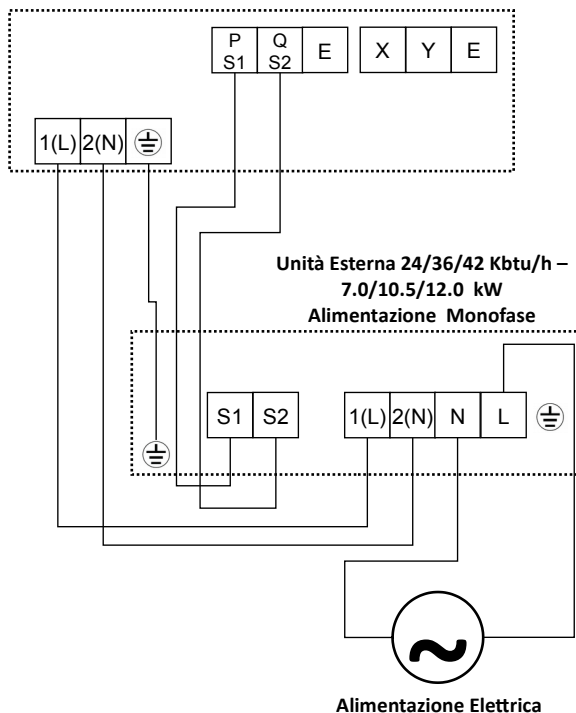 P Q E X Y E
S1 S2
1(L) 2(N)
Unità Esterna 24/36/42 Kbtu/h –
7.0/10.5/12.0 kW
Alimentazione Monofase
S1 S2 1(L) 2(N) N L
Alimentazione Elettrica